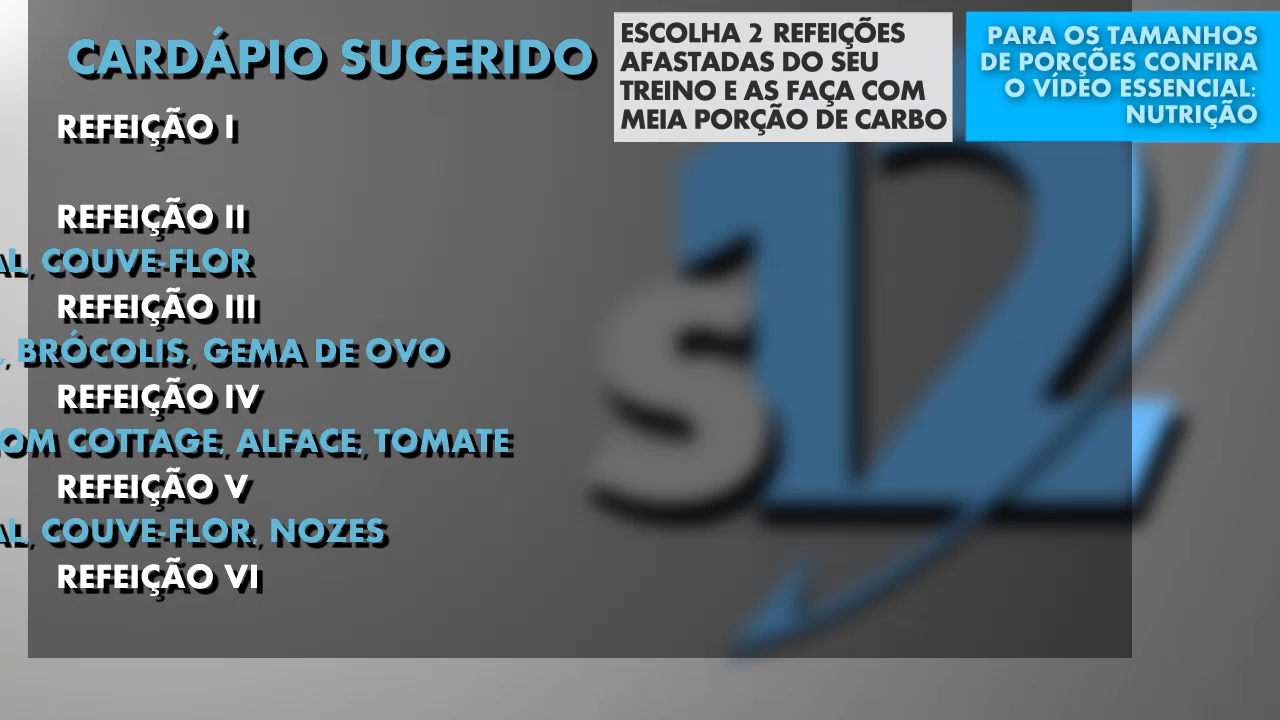 CARDÁPIO SUGERIDO
ESCOLHA 2 REFEIÇÕES
AFASTADAS DO SEU
TREINO E AS FAÇA COM
MEIA PORÇÃO DE CARBO
PARA OS TAMANHOS
DE PORÇÕES CONFIRA
O VÍDEO ESSENCIAL:
NUTRIÇÃO
REFEIÇÃO I
REFEIÇÃO II
COUVE-FLOR
REFEIÇÃO III
BRÓCOLIS, GEMA DE OVO
REFEIÇÃO IV
COTTAGE, ALFACE, TOMATE
REFEIÇÃO V
COUVE-FLOR, NOZES
REFEIÇÃO VI
s12